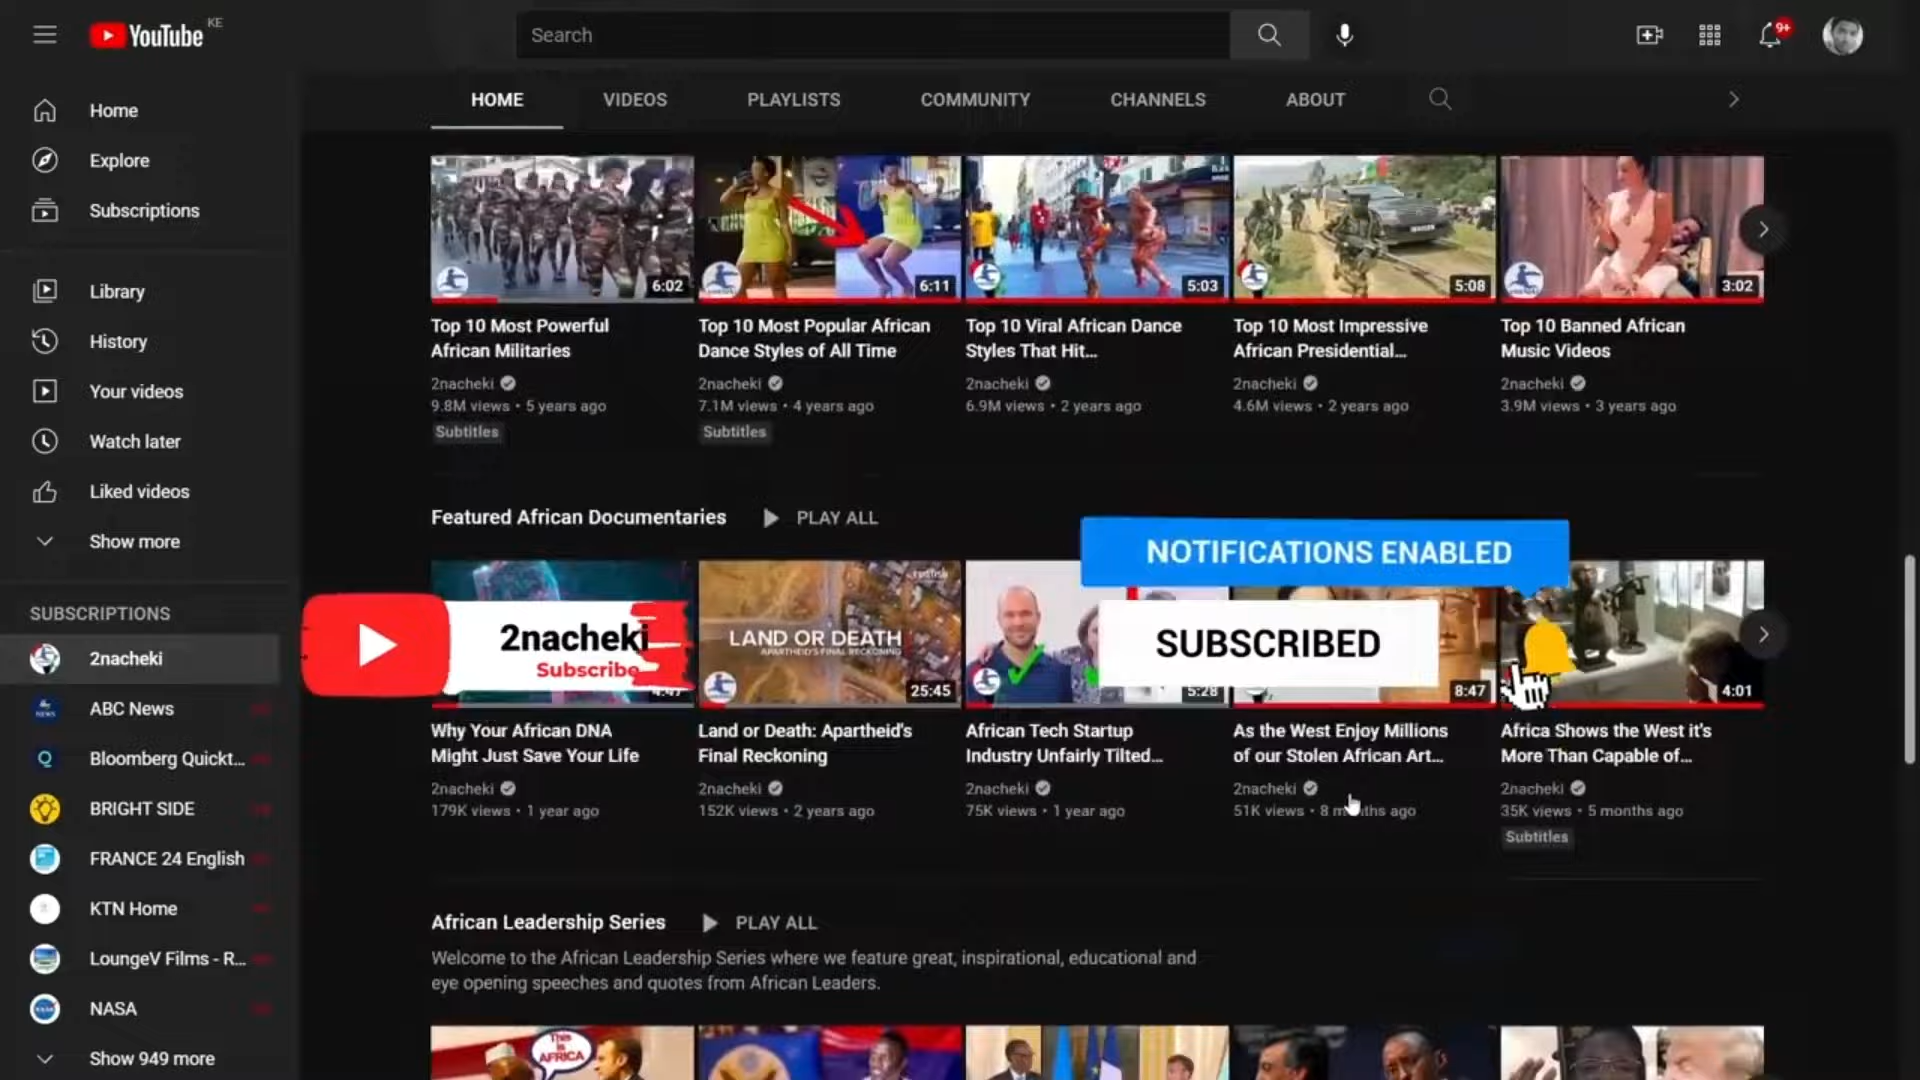 YouTube KE
Search
9+
HOME VIDEOS PLAYLISTS COMMUNITY CHANNELS ABOUT
Home
Explore
Subscriptions
Library
History
Your videos
Watch later
Liked videos
Show more
SUBSCRIPTIONS
2nacheki
ABC News
Bloomberg Quickt...
BRIGHT SIDE
FRANCE 24 English
KTN Home
LoungeV Films - R...
NASA
Show 949 more
6:02
Top 10 Most Powerful
African Militaries
2nacheki
9.8M views • 5 years ago
Subtitles
6:11
Top 10 Most Popular African
Dance Styles of All Time
2nacheki
7.1M views • 4 years ago
Subtitles
5:03
Top 10 Viral African Dance
Styles That Hit...
2nacheki
6.9M views • 2 years ago
5:08
Top 10 Most Impressive
African Presidential...
2nacheki
4.6M views • 2 years ago
3:02
Top 10 Banned African
Music Videos
2nacheki
3.9M views • 3 years ago
Featured African Documentaries PLAY ALL
NOTIFICATIONS ENABLED
SUBSCRIBED
2nacheki
Subscribe
4:47
Why Your African DNA
Might Just Save Your Life
2nacheki
179K views • 1 year ago
LAND OR DEATH
APARTHEID'S FINAL RECKONING
25:45
Land or Death: Apartheid's
Final Reckoning
2nacheki
152K views • 2 years ago
5:28
African Tech Startup
Industry Unfairly Tilted...
2nacheki
75K views • 1 year ago
8:47
As the West Enjoy Millions
of our Stolen African Art...
2nacheki
51K views • 8 months ago
4:01
Africa Shows the West it's
More Than Capable of...
2nacheki
35K views • 5 months ago
Subtitles
African Leadership Series PLAY ALL
Welcome to the African Leadership Series where we feature great, inspirational, educational and
eye opening speeches and quotes from African Leaders.
This
is
AFRICA